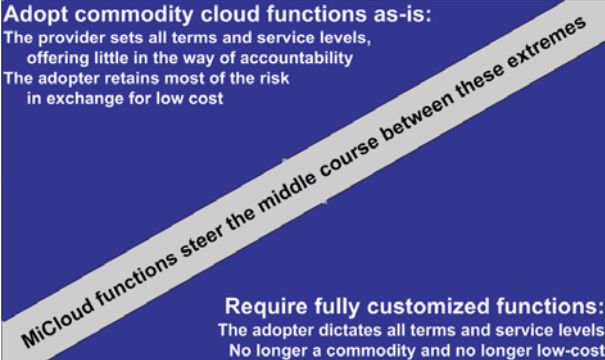 Adopt commodity cloud functions as-is:
The provider sets all terms and service levels,
offering little in the way of accountability
The adopter retains most of the risk
in exchange for low cost
MiCloud functions steer the middle course between these extremes
Require fully customized functions:
The adopter dictates all terms and service levels
No longer a commodity and no longer low-cost